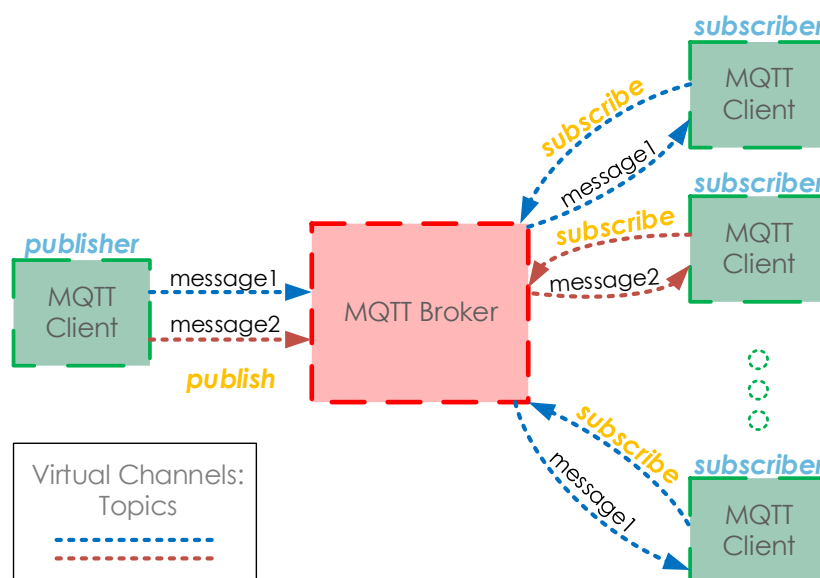 subscriber
MQTT
Client
subscribe
message1
subscriber
MQTT
Client
subscribe
message2
publisher
MQTT
Client
message1
message2
publish
MQTT Broker
subscribe
message1
subscriber
MQTT
Client
Virtual Channels:
Topics